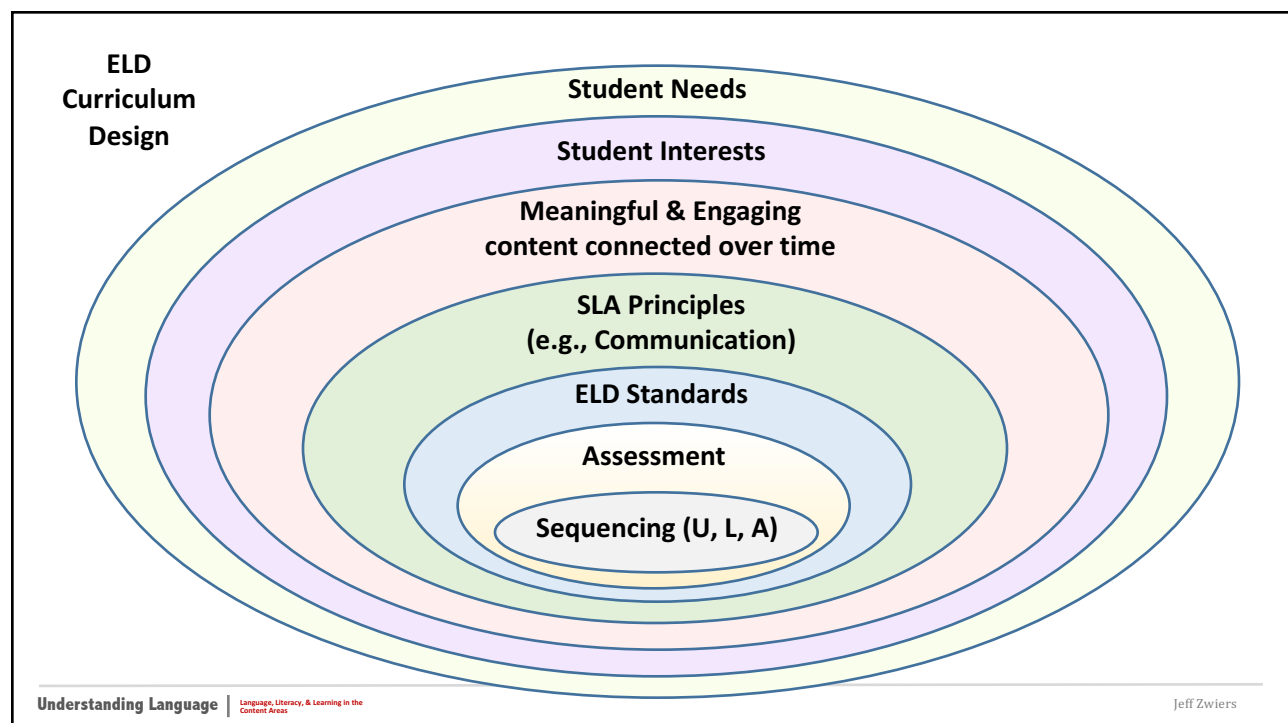 ELD
Curriculum
Design
Student Needs
Student Interests
Meaningful & Engaging
content connected over time
SLA Principles
(e.g., Communication)
ELD Standards
Assessment
Sequencing (U, L, A)
Understanding Language
Language, Literacy, & Learning in the
Content Areas
Jeff Zwiers